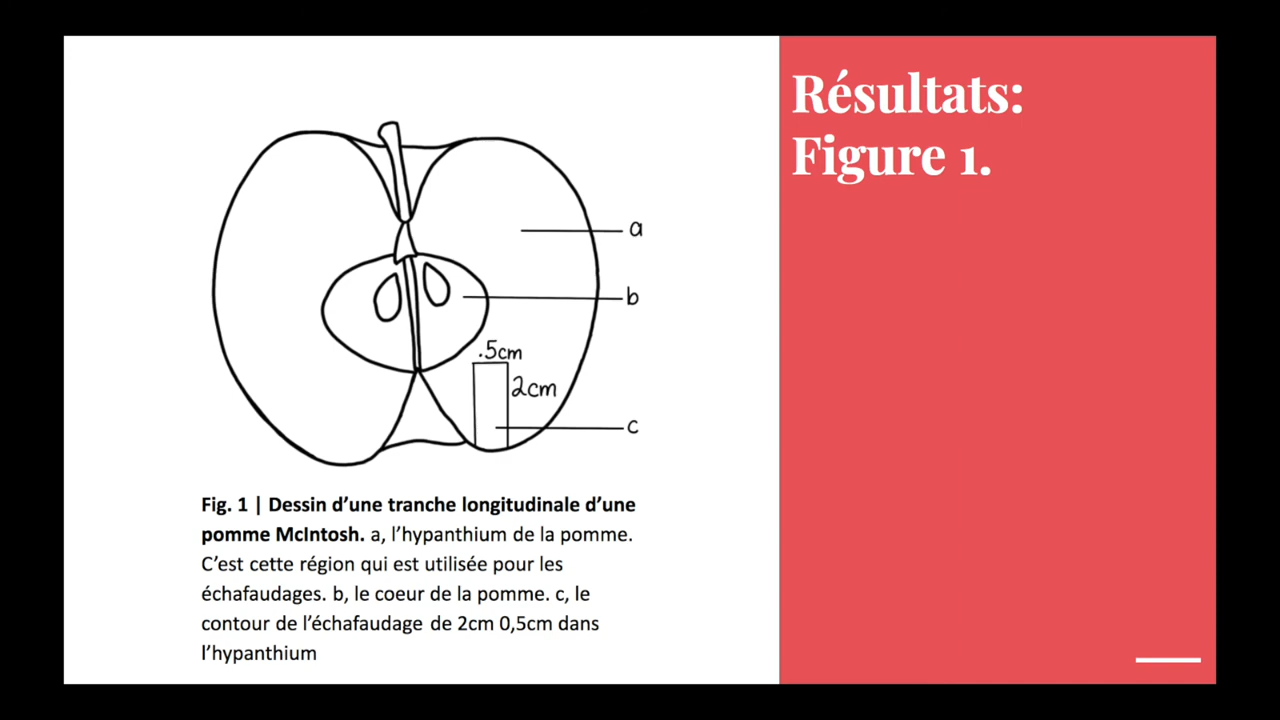 Résultats:
Figure 1.
a
b
.5cm
2cm
c
Fig. 1 | Dessin d’une tranche longitudinale d’une
pomme McIntosh. a, l’hypanthium de la pomme.
C’est cette région qui est utilisée pour les
échafaudages. b, le coeur de la pomme. c, le
contour de l’échafaudage de 2cm 0,5cm dans
l’hypanthium